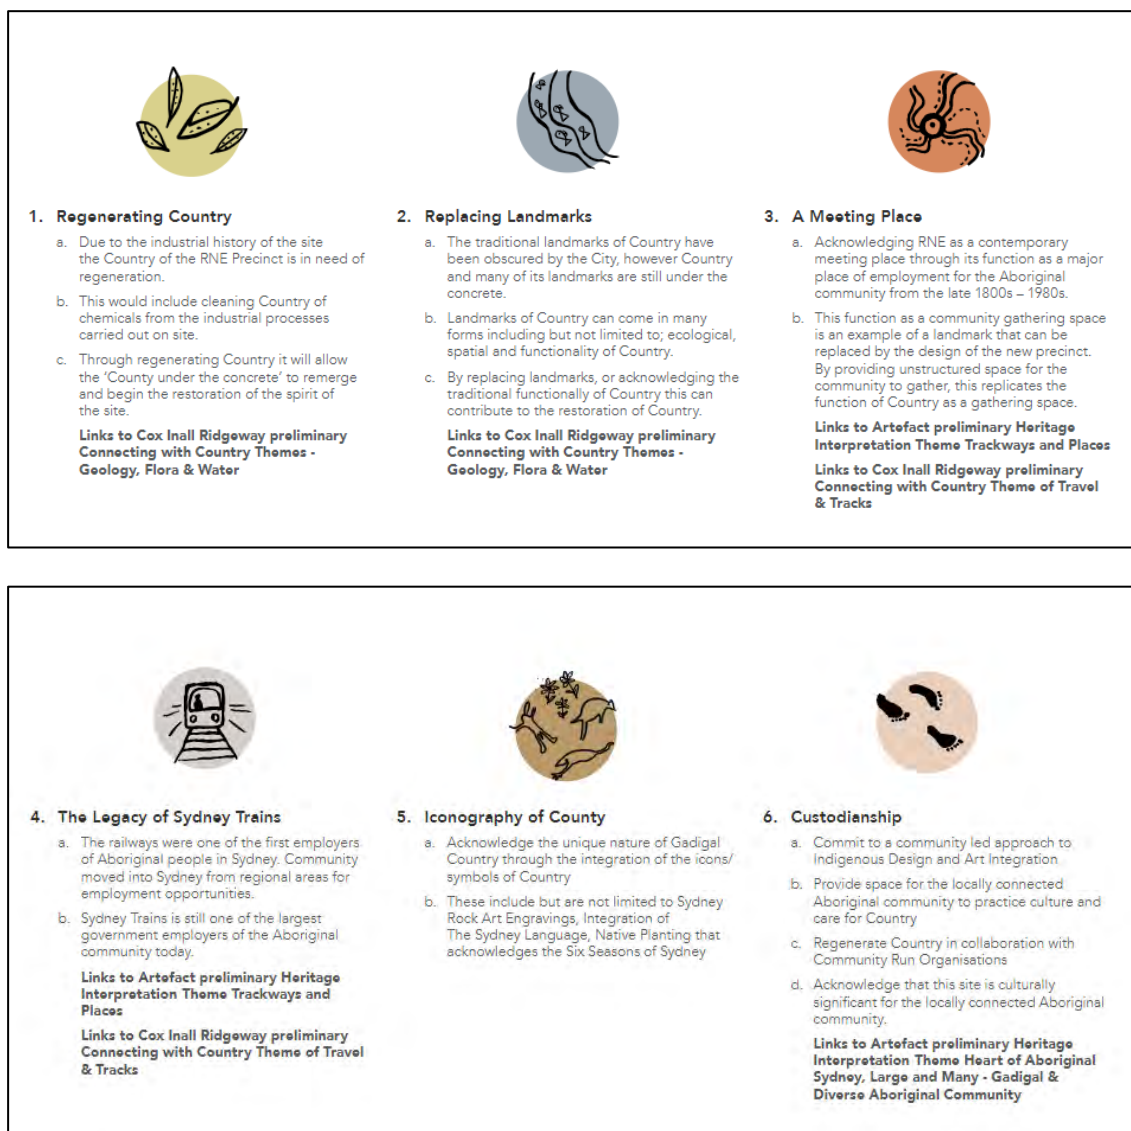 1. Regenerating Country
a. Due to the industrial history of the site
the Country of the RNE Precinct is in need of
regeneration.
b. This would include cleaning Country of
chemicals from the industrial processes
carried out on site.
c. Through regenerating Country it will allow
the 'County under the concrete' to remerge
and begin the restoration of the spirit of
the site.
Links to Cox Inall Ridgeway preliminary
Connecting with Country Themes -
Geology, Flora & Water
2. Replacing Landmarks
a. The traditional landmarks of Country have
been obscured by the City, however Country
and many of its landmarks are still under the
concrete.
b. Landmarks of Country can come in many
forms including but not limited to; ecological,
spatial and functionality of Country.
c. By replacing landmarks, or acknowledging the
traditional functionally of Country this can
contribute to the restoration of Country.
Links to Cox Inall Ridgeway preliminary
Connecting with Country Themes -
Geology, Flora & Water
3. A Meeting Place
a. Acknowledging RNE as a contemporary
meeting place through its function as a major
place of employment for the Aboriginal
community from the late 1800s – 1980s.
b. This function as a community gathering space
is an example of a landmark that can be
replaced by the design of the new precinct.
By providing unstructured space for the
community to gather, this replicates the
function of Country as a gathering space.
Links to Artefact preliminary Heritage
Interpretation Theme Trackways and Places
Links to Cox Inall Ridgeway preliminary
Connecting with Country Theme of Travel
& Tracks
4. The Legacy of Sydney Trains
a. The railways were one of the first employers
of Aboriginal people in Sydney. Community
moved into Sydney from regional areas for
employment opportunities.
b. Sydney Trains is still one of the largest
government employers of the Aboriginal
community today.
Links to Artefact preliminary Heritage
Interpretation Theme Trackways and
Places
Links to Cox Inall Ridgeway preliminary
Connecting with Country Theme of Travel
& Tracks
5. Iconography of County
a. Acknowledge the unique nature of Gadigal
Country through the integration of the icons/
symbols of Country
b. These include but are not limited to Sydney
Rock Art Engravings, Integration of
The Sydney Language, Native Planting that
acknowledges the Six Seasons of Sydney
6. Custodianship
a. Commit to a community led approach to
Indigenous Design and Art Integration
b. Provide space for the locally connected
Aboriginal community to practice culture and
care for Country
c. Regenerate Country in collaboration with
Community Run Organisations
d. Acknowledge that this site is culturally
significant for the locally connected Aboriginal
community.
Links to Artefact preliminary Heritage
Interpretation Theme Heart of Aboriginal
Sydney, Large and Many - Gadigal &
Diverse Aboriginal Community